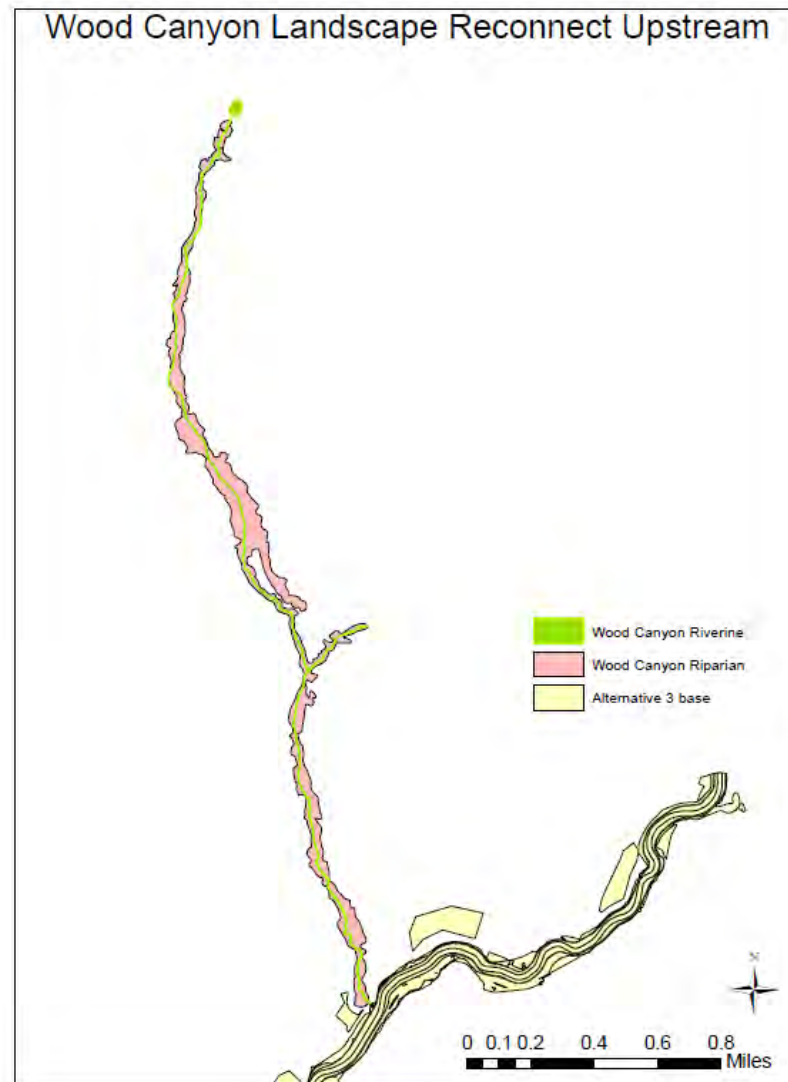 Wood Canyon Landscape Reconnect Upstream
Wood Canyon Riverine
Wood Canyon Riparian
Alternative 3 base
N
0 0.1 0.2 0.4 0.6 0.8
Miles